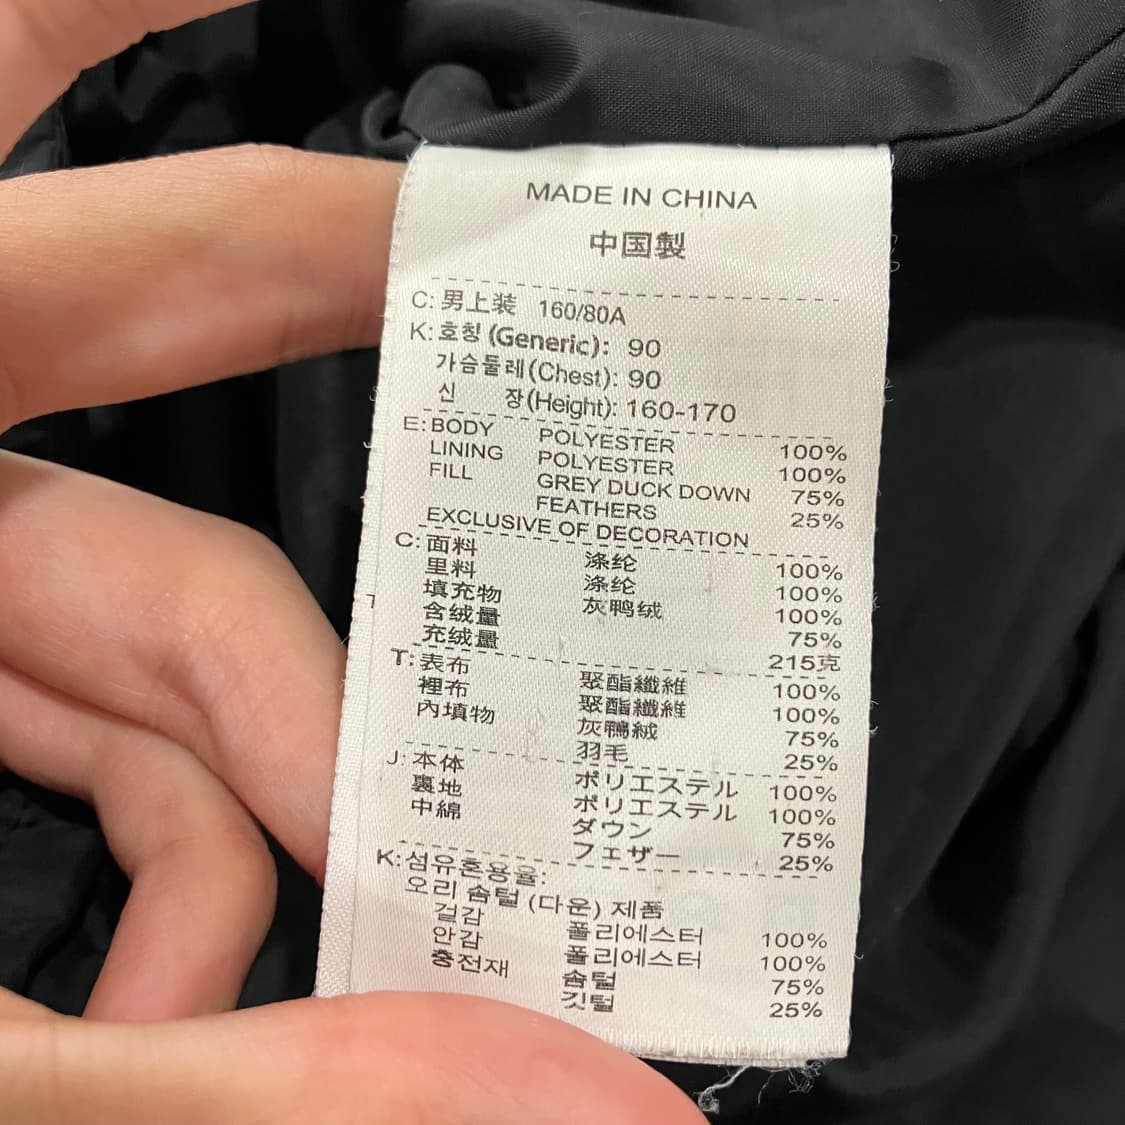 MADE IN CHINA
中国製
C: 男上装 160/80A
K: 호칭 (Generic): 90
가슴둘레 (Chest): 90
신 장 (Height): 160-170
E: BODY POLYESTER 100%
LINING POLYESTER 100%
FILL GREY DUCK DOWN 75%
FEATHERS 25%
EXCLUSIVE OF DECORATION
C: 面料 涤纶 100%
里料 涤纶 100%
填充物 灰鸭绒 100%
含绒量 75%
充绒量 215克
T: 表布 聚酯纖維 100%
裡布 聚酯纖維 100%
內填物 灰鴨絨 75%
羽毛 25%
J: 本体 ポリエステル 100%
裏地 ポリエステル 100%
中綿 ダウン 75%
フェザー 25%
K: 섬유혼용율:
오리 솜털 (다운) 제품
겉감 폴리에스터 100%
안감 폴리에스터 100%
충전재 솜털 75%
깃털 25%